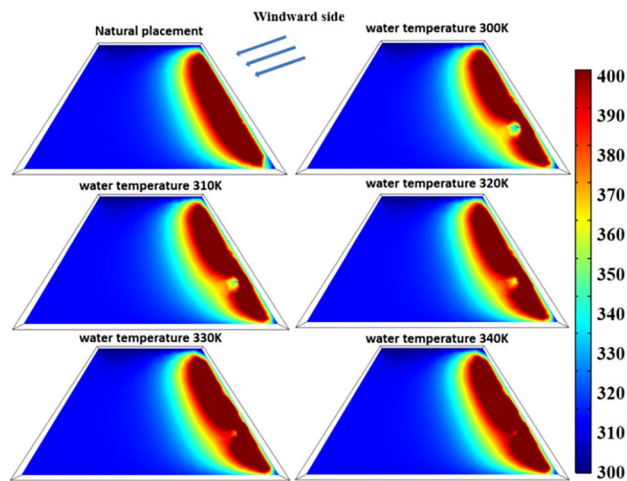 Windward side
Natural placement
water temperature 300K
water temperature 310K
water temperature 320K
water temperature 330K
water temperature 340K
400
390
380
370
360
350
340
330
320
310
300